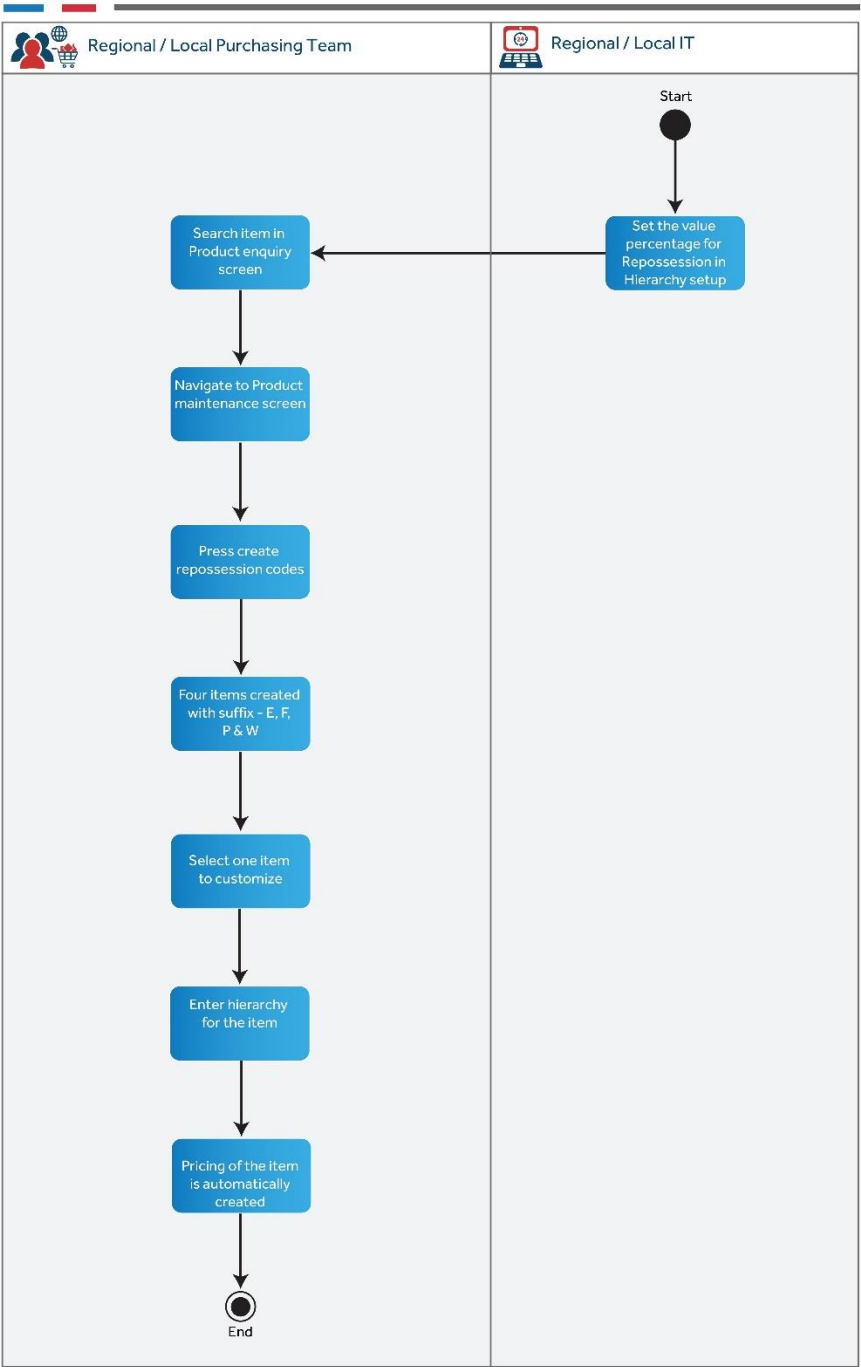 Regional / Local Purchasing Team
Regional / Local IT
Start
Set the value
percentage for
Repossession in
Hierarchy setup
Search item in
Product enquiry
screen
Navigate to Product
maintenance screen
Press create
repossession codes
Four items created
with suffix - E, F,
P & W
Select one item
to customize
Enter hierarchy
for the item
Pricing of the item
is automatically
created
End